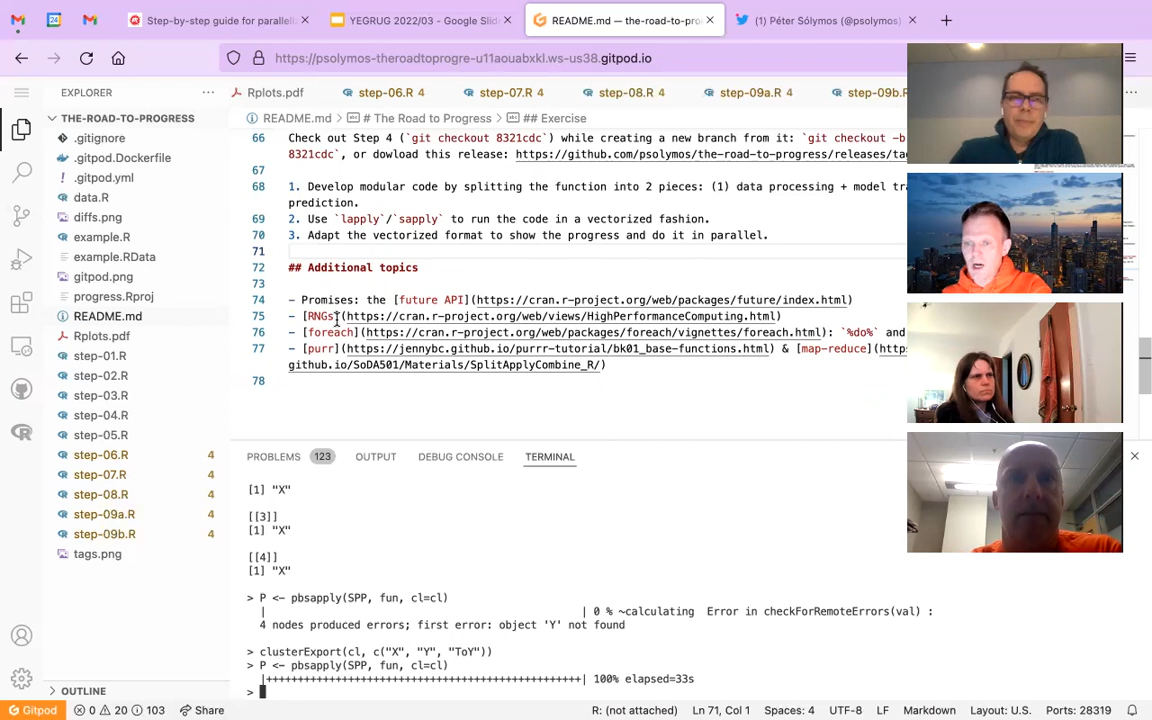 Step-by-step guide for paralleli
YEGRUG 2022/03 - Google Slide
README.md — the-road-to-pro
(1) Péter Sólymos (@psolymos)
https://psolymos-theroadtoprogre-u11aouabxkl.ws-us38.gitpod.io
EXPLORER
Rplots.pdf
step-06.R
step-07.R
step-08.R
step-09a.R
step-09b.R
THE-ROAD-TO-PROGRESS
README.md > # The Road to Progress > ## Exercise
.gitignore
.gitpod.Dockerfile
.gitpod.yml
data.R
diffs.png
example.R
example.RData
gitpod.png
progress.Rproj
README.md
Rplots.pdf
step-01.R
step-02.R
step-03.R
step-04.R
step-05.R
step-06.R 4
step-07.R 4
step-08.R 4
step-09a.R 4
step-09b.R 4
tags.png
OUTLINE
66 Check out Step 4 (`git checkout 8321cdc`) while creating a new branch from it: `git checkout -b
8321cdc`, or dowload this release: https://github.com/psolymos/the-road-to-progress/releases/tag
67
68 1. Develop modular code by splitting the function into 2 pieces: (1) data processing + model tra
prediction.
69 2. Use `lapply`/`sapply` to run the code in a vectorized fashion.
70 3. Adapt the vectorized format to show the progress and do it in parallel.
71
72 ## Additional topics
73
74 - Promises: the [future API](https://cran.r-project.org/web/packages/future/index.html)
75 - [RNGs](https://cran.r-project.org/web/views/HighPerformanceComputing.html)
76 - [foreach](https://cran.r-project.org/web/packages/foreach/vignettes/foreach.html): `%do%` and
77 - [purr](https://jennybc.github.io/purrr-tutorial/bk01_base-functions.html) & [map-reduce](https
github.io/SoDA501/Materials/SplitApplyCombine_R/)
78
PROBLEMS 123 OUTPUT DEBUG CONSOLE TERMINAL
[1] "X"
[[3]]
[1] "X"
[[4]]
[1] "X"
> P <- pbsapply(SPP, fun, cl=cl)
| | 0 % ~calculating Error in checkForRemoteErrors(val) :
4 nodes produced errors; first error: object 'Y' not found
> clusterExport(cl, c("X", "Y", "ToY"))
> P <- pbsapply(SPP, fun, cl=cl)
|++++++++++++++++++++++++++++++++++++++++++++++++++| 100% elapsed=33s
>
Gitpod 0 20 103 Share R: (not attached) Ln 71, Col 1 Spaces: 4 UTF-8 LF Markdown Layout: U.S. Ports: 28319